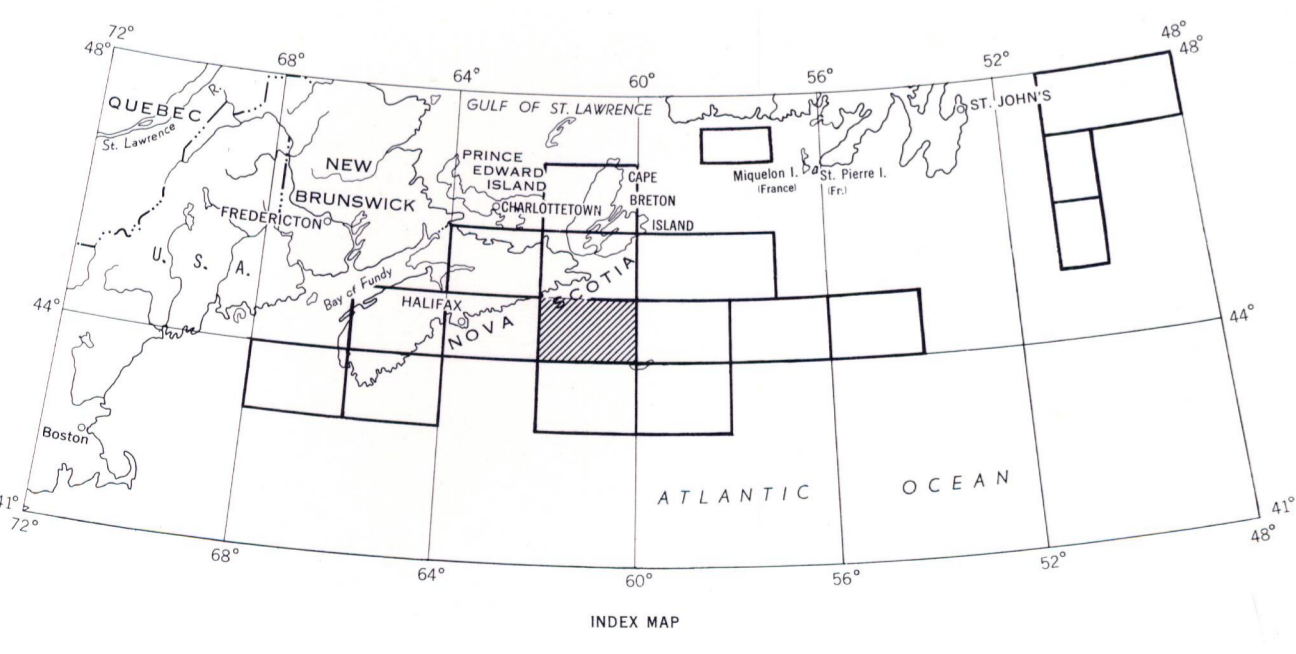 72°
48°
68°
64°
60°
56°
52°
48°
48°
QUEBEC
R.
St. Lawrence
GULF OF ST. LAWRENCE
ST. JOHN'S
NEW
BRUNSWICK
PRINCE
EDWARD
ISLAND
CHARLOTTETOWN
CAPE
BRETON
ISLAND
Miquelon I.
(France)
St. Pierre I.
(Fr.)
FREDERICTON
U. S. A.
Bay of Fundy
HALIFAX
NOVA SCOTIA
44°
44°
Boston
ATLANTIC OCEAN
41°
72°
68°
64°
60°
56°
52°
41°
48°
INDEX MAP